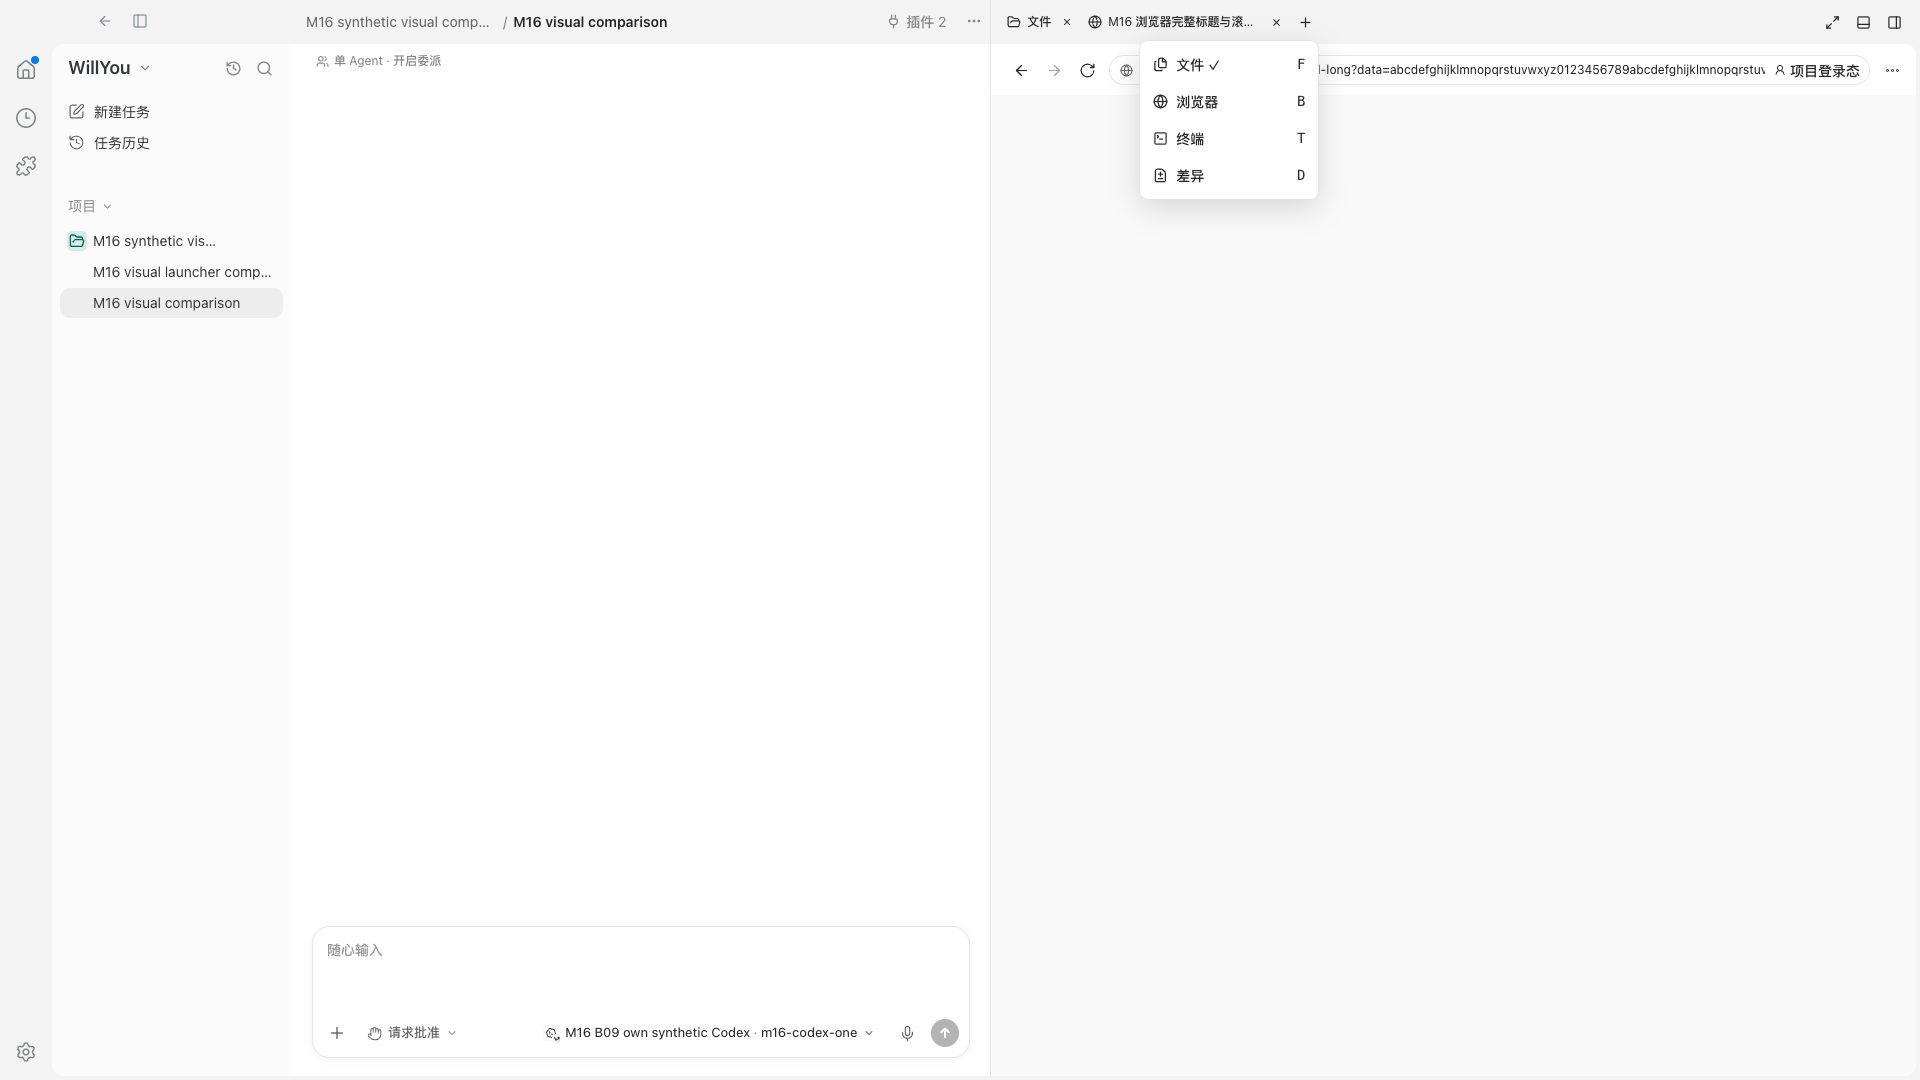 M16 synthetic visual comp... / M16 visual comparison
插件 2
文件
M16 浏览器完整标题与滚...
WillYou
新建任务
任务历史
项目
M16 synthetic vis...
M16 visual launcher comp...
M16 visual comparison
单 Agent · 开启委派
随心输入
请求批准
M16 B09 own synthetic Codex · m16-codex-one
l-long?data=abcdefghijklmnopqrstuvwxyz0123456789abcdefghijklmnopqrstuv
项目登录态
文件 ✓ F
浏览器 B
终端 T
差异 D